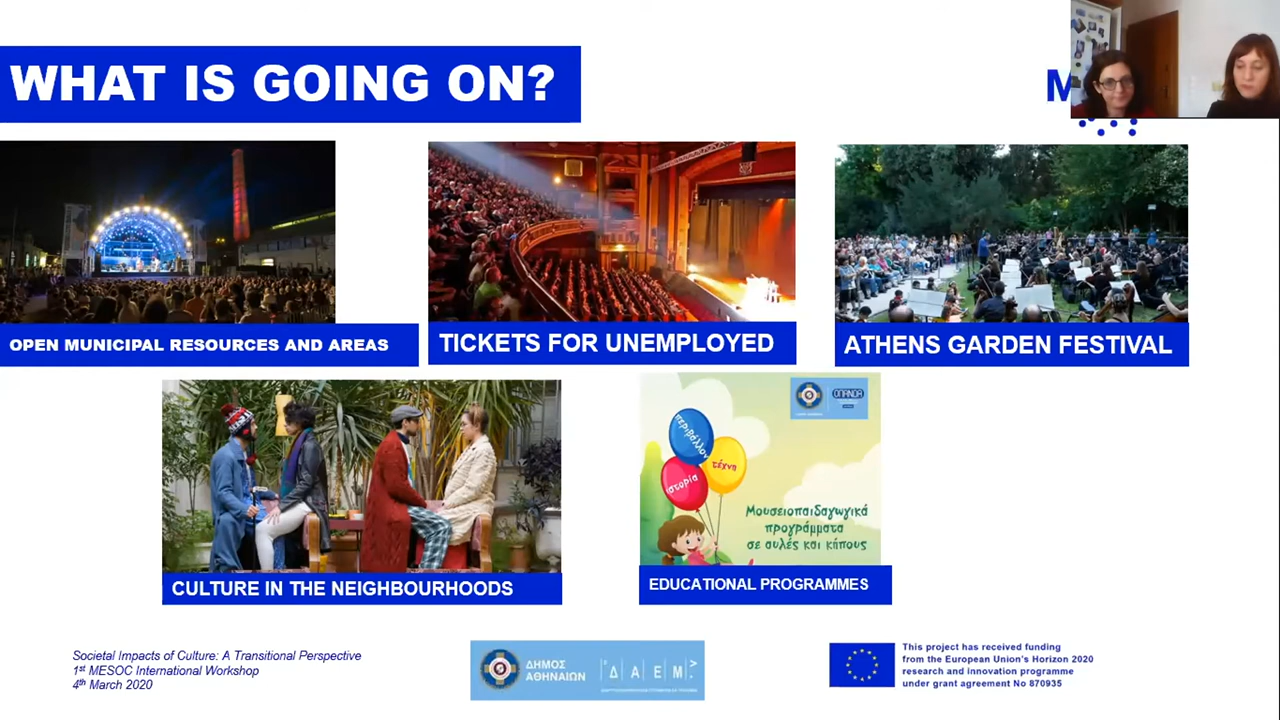 WHAT IS GOING ON?
M
OPEN MUNICIPAL RESOURCES AND AREAS
TICKETS FOR UNEMPLOYED
ATHENS GARDEN FESTIVAL
περιβάλλον
τέχνη
ιστορία
Μουσειοπαιδαγωγικά
προγράμματα
σε αυλές και κήπους
CULTURE IN THE NEIGHBOURHOODS
EDUCATIONAL PROGRAMMES
Societal Impacts of Culture: A Transitional Perspective
1st MESOC International Workshop
4th March 2020
ΔΗΜΟΣ
ΑΘΗΝΑΙΩΝ
ΔΑΕΜ
This project has received funding
from the European Union's Horizon 2020
research and innovation programme
under grant agreement No 870935